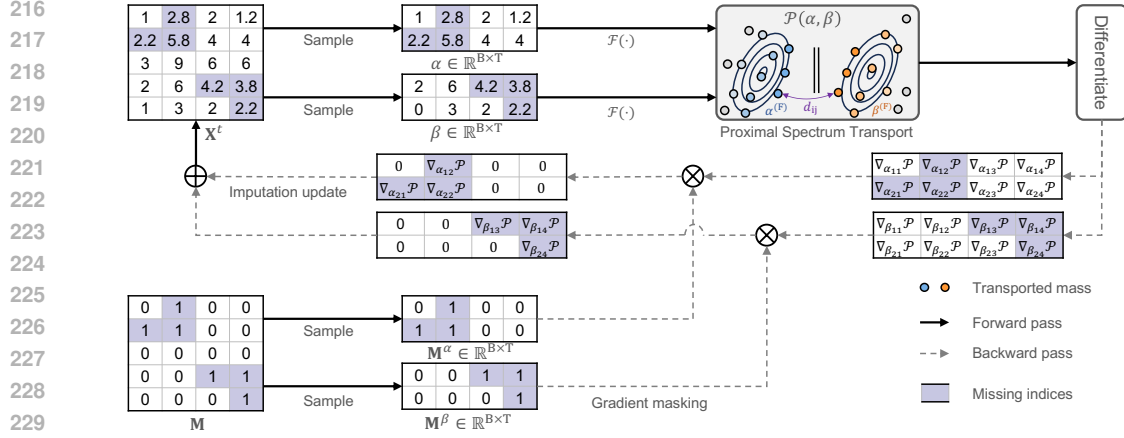 216
217
218
219
220
221
222
223
224
225
226
227
228
229
1 2.8 2 1.2
2.2 5.8 4 4
3 9 6 6
2 6 4.2 3.8
1 3 2 2.2
X^t
Sample
Sample
1 2.8 2 1.2
2.2 5.8 4 4
α ∈ ℝ^{B×T}
2 6 4.2 3.8
0 3 2 2.2
β ∈ ℝ^{B×T}
ℱ(·)
ℱ(·)
𝒫(α, β)
d_{ij}
α^{(F)}
β^{(F)}
Proximal Spectrum Transport
Differentiate
Imputation update
0 ∇_{α12}𝒫 0 0
∇_{α21}𝒫 ∇_{α22}𝒫 0 0
0 0 ∇_{β13}𝒫 ∇_{β14}𝒫
0 0 0 ∇_{β24}𝒫
∇_{α11}𝒫 ∇_{α12}𝒫 ∇_{α13}𝒫 ∇_{α14}𝒫
∇_{α21}𝒫 ∇_{α22}𝒫 ∇_{α23}𝒫 ∇_{α24}𝒫
∇_{β11}𝒫 ∇_{β12}𝒫 ∇_{β13}𝒫 ∇_{β14}𝒫
∇_{β21}𝒫 ∇_{β22}𝒫 ∇_{β23}𝒫 ∇_{β24}𝒫
0 1 0 0
1 1 0 0
0 0 0 0
0 0 1 1
0 0 0 1
M
Sample
Sample
0 1 0 0
1 1 0 0
M^α ∈ ℝ^{B×T}
0 0 1 1
0 0 0 1
M^β ∈ ℝ^{B×T}
Gradient masking
Transported mass
Forward pass
Backward pass
Missing indices